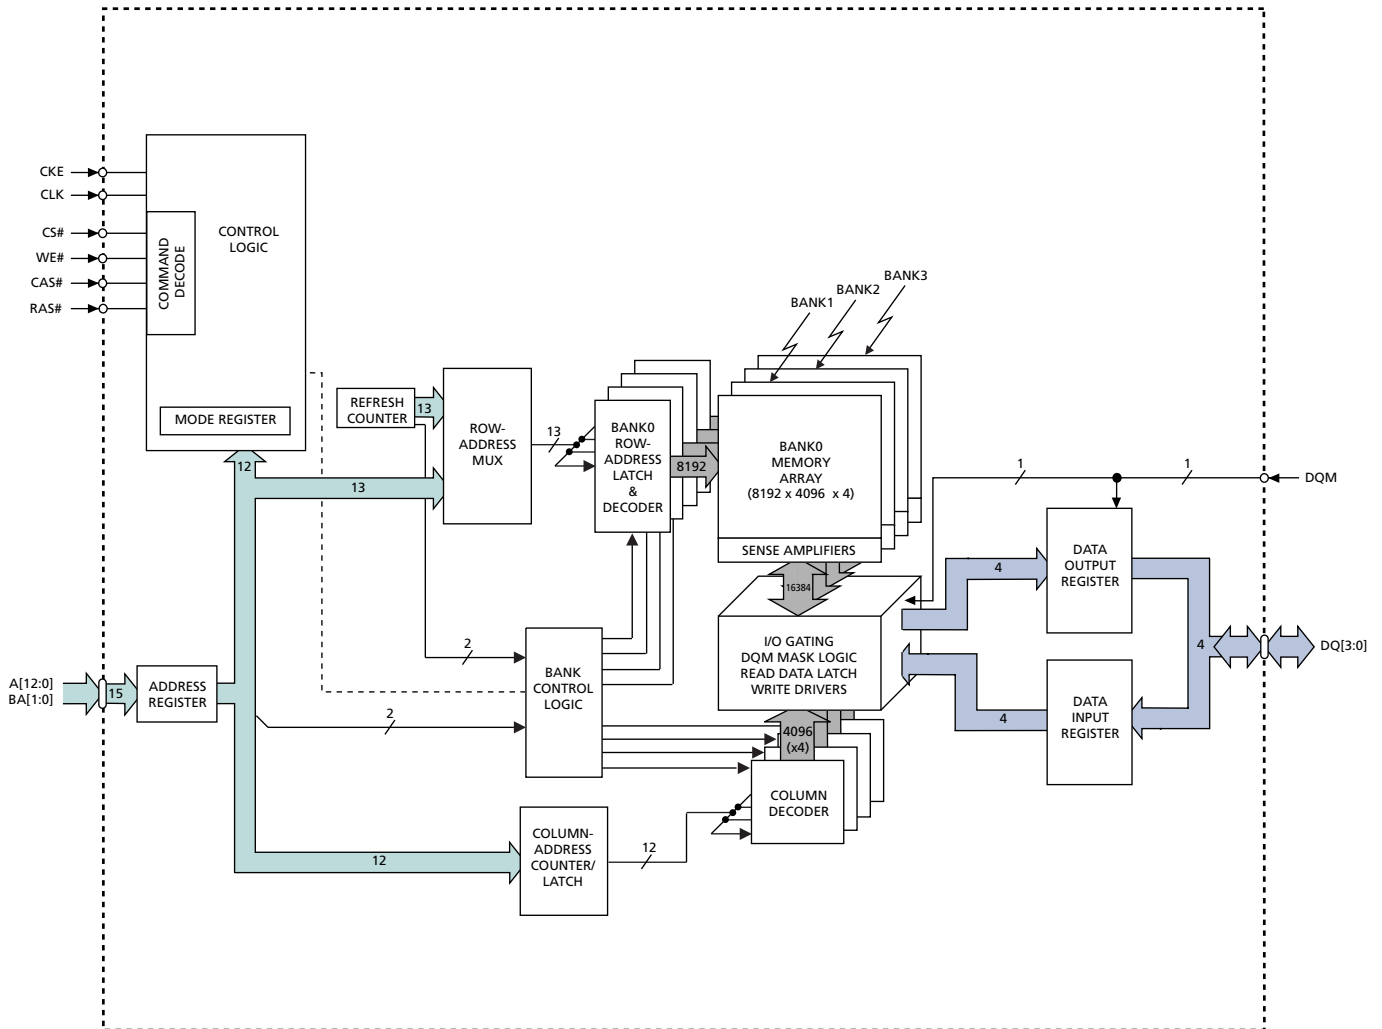 CKE
CLK
CS#
WE#
CAS#
RAS#
COMMAND
DECODE
CONTROL
LOGIC
MODE REGISTER
12
REFRESH
COUNTER
13
13
ROW-
ADDRESS
MUX
13
BANK0
ROW-
ADDRESS
LATCH
&
DECODER
8192
BANK1
BANK2
BANK3
BANK0
MEMORY
ARRAY
(8192 x 4096 x 4)
SENSE AMPLIFIERS
16384
I/O GATING
DQM MASK LOGIC
READ DATA LATCH
WRITE DRIVERS
1
1
DQM
DATA
OUTPUT
REGISTER
4
4
DQ[3:0]
DATA
INPUT
REGISTER
4
A[12:0]
BA[1:0]
15
ADDRESS
REGISTER
2
2
BANK
CONTROL
LOGIC
4096
(x4)
COLUMN
DECODER
12
COLUMN-
ADDRESS
COUNTER/
LATCH
12